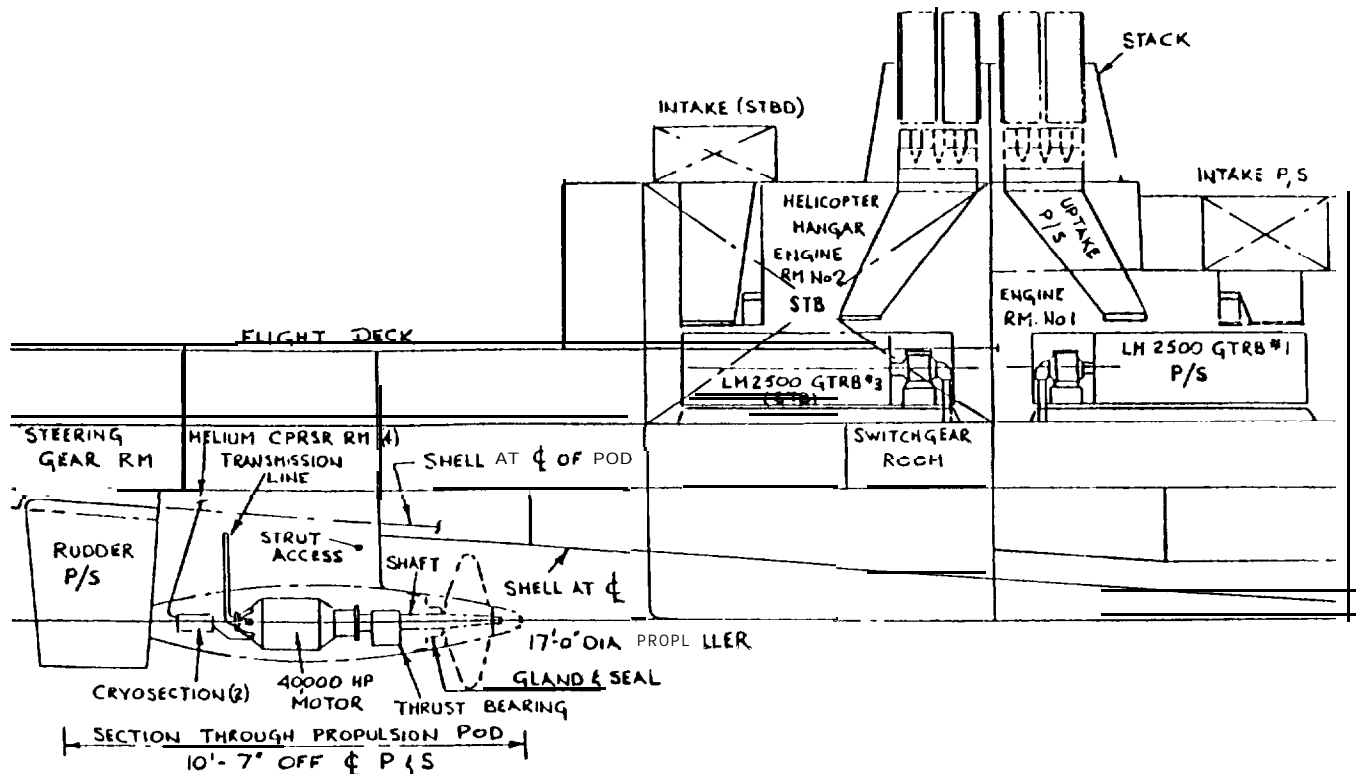 STACK
INTAKE (STBD)
INTAKE P/S
HELICOPTER
HANGAR
UPTAKE
P/S
ENGINE
RM No2
STB
ENGINE
RM. No1
FLIGHT DECK
LM 2500 GTRB #1
P/S
LM2500 GTRB #3
(STB)
STEERING
GEAR RM
HELIUM CPRSR RM (4)
TRANSMISSION
LINE
SHELL AT ℄ OF POD
SWITCHGEAR
ROOM
RUDDER
P/S
STRUT
ACCESS
SHAFT
SHELL AT ℄
17'-0" DIA PROPL LLER
GLAND & SEAL
CRYOSECTION (2)
40000 HP
MOTOR
THRUST BEARING
SECTION THROUGH PROPULSION POD
10'- 7" OFF ℄ P & S